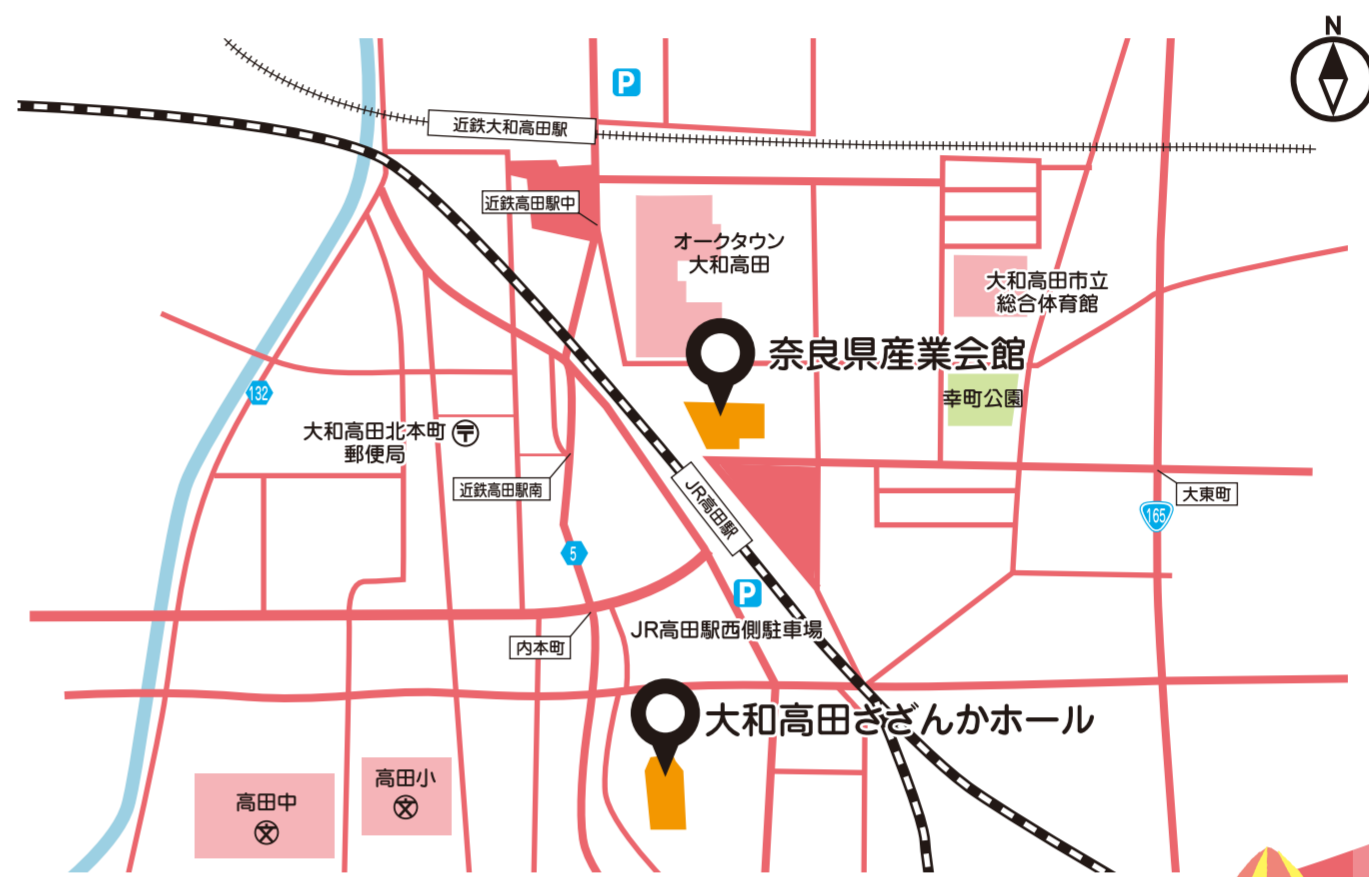 N
P
近鉄大和高田駅
近鉄高田駅中
オークタウン
大和高田
大和高田市立
総合体育館
奈良県産業会館
132
幸町公園
大和高田北本町
郵便局
近鉄高田駅南
JR高田駅
大東町
165
5
P
JR高田駅西側駐車場
内本町
大和高田さざんかホール
高田小
文
高田中
文